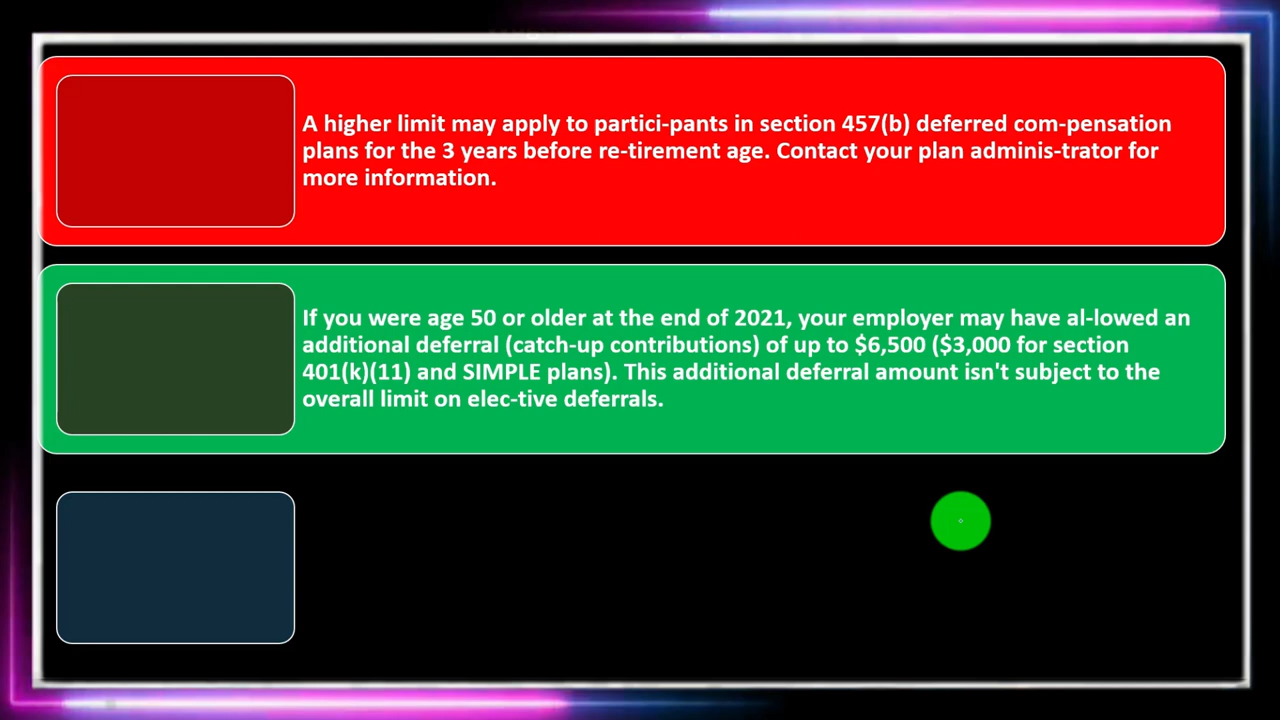 A higher limit may apply to partici-pants in section 457(b) deferred com-pensation
plans for the 3 years before re-tirement age. Contact your plan adminis-trator for
more information.
If you were age 50 or older at the end of 2021, your employer may have al-lowed an
additional deferral (catch-up contributions) of up to $6,500 ($3,000 for section
401(k)(11) and SIMPLE plans). This additional deferral amount isn't subject to the
overall limit on elec-tive deferrals.